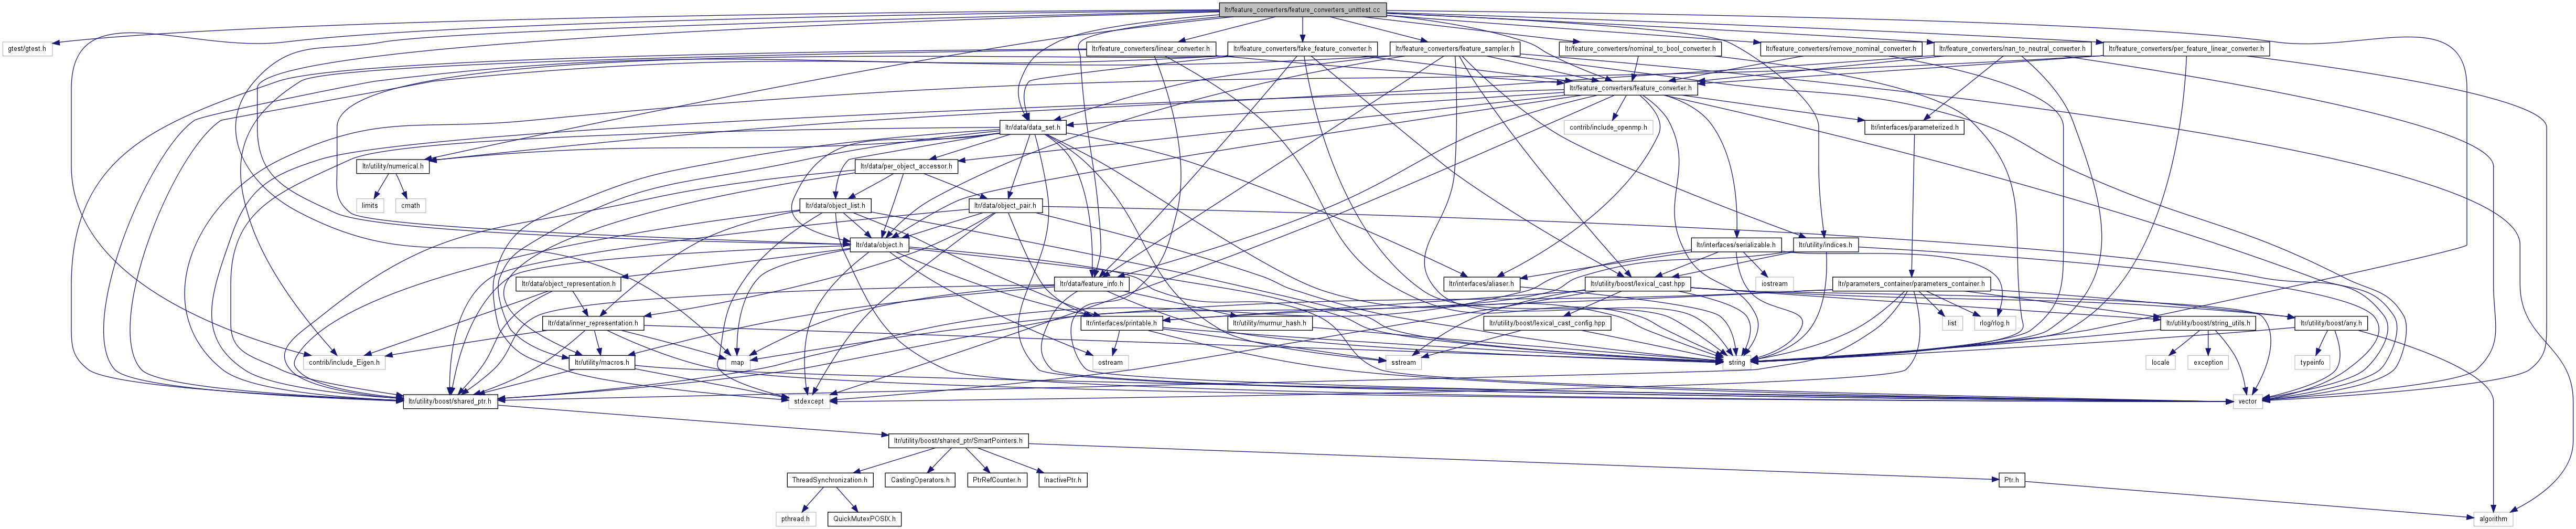 ltr/feature_converters/feature_converters_unittest.cc
gtest/gtest.h
ltr/feature_converters/linear_converter.h
ltr/feature_converters/fake_feature_converter.h
ltr/feature_converters/feature_sampler.h
ltr/feature_converters/nominal_to_bool_converter.h
ltr/feature_converters/remove_nominal_converter.h
ltr/feature_converters/nan_to_neutral_converter.h
ltr/feature_converters/per_feature_linear_converter.h
ltr/feature_converters/feature_converter.h
ltr/data/data_set.h
contrib/include_openmp.h
ltr/interfaces/parameterized.h
ltr/utility/numerical.h
ltr/data/per_object_accessor.h
limits
cmath
ltr/data/object_list.h
ltr/data/object_pair.h
ltr/data/object.h
ltr/interfaces/serializable.h
ltr/utility/indices.h
ltr/data/object_representation.h
ltr/data/feature_info.h
ltr/interfaces/aliaser.h
ltr/utility/boost/lexical_cast.hpp
iostream
ltr/parameters_container/parameters_container.h
ltr/data/inner_representation.h
ltr/interfaces/printable.h
ltr/utility/murmur_hash.h
ltr/utility/boost/lexical_cast_config.hpp
list
rlog/rlog.h
ltr/utility/boost/string_utils.h
ltr/utility/boost/any.h
contrib/include_Eigen.h
ltr/utility/macros.h
map
ostream
sstream
string
locale
exception
typeinfo
ltr/utility/boost/shared_ptr.h
stdexcept
vector
ltr/utility/boost/shared_ptr/SmartPointers.h
ThreadSynchronization.h
CastingOperators.h
PtrRefCounter.h
InactivePtr.h
Ptr.h
pthread.h
QuickMutexPOSIX.h
algorithm